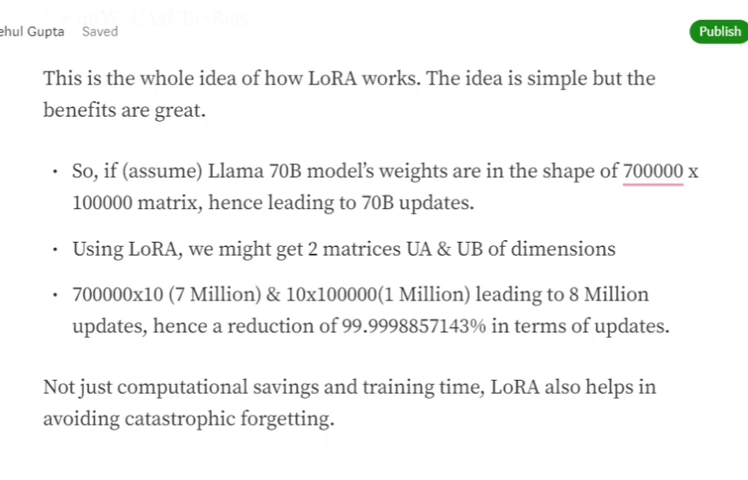 ehul Gupta Saved
Publish
This is the whole idea of how LoRA works. The idea is simple but the
benefits are great.
• So, if (assume) Llama 70B model's weights are in the shape of 700000 x
100000 matrix, hence leading to 70B updates.
• Using LoRA, we might get 2 matrices UA & UB of dimensions
• 700000x10 (7 Million) & 10x100000(1 Million) leading to 8 Million
updates, hence a reduction of 99.9998857143% in terms of updates.
Not just computational savings and training time, LoRA also helps in
avoiding catastrophic forgetting.